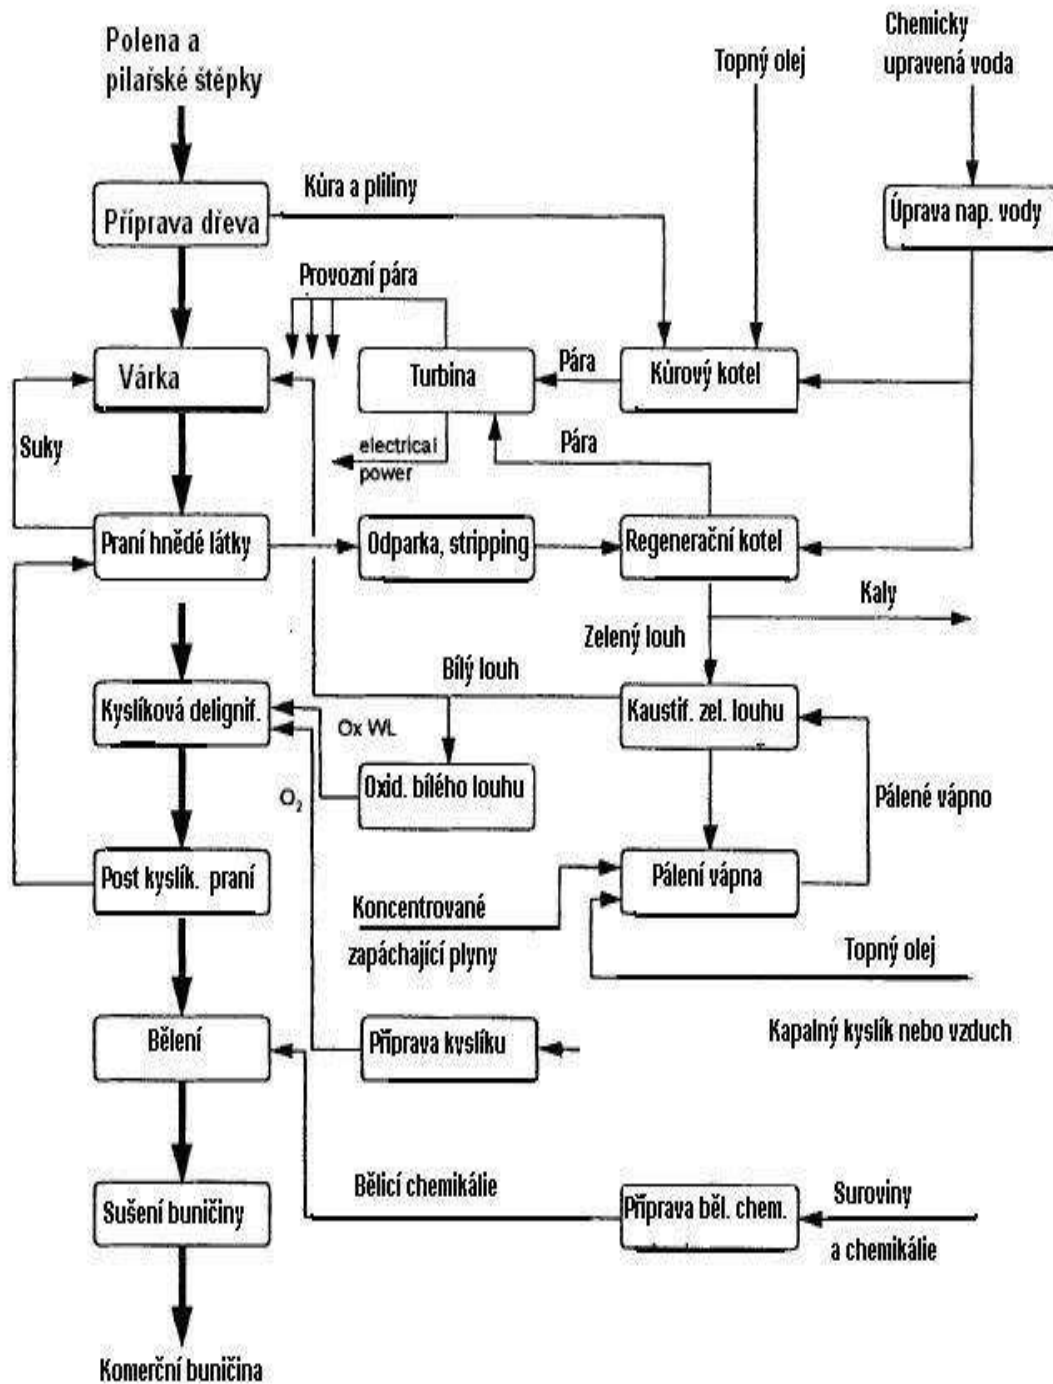 Polena a
pilařské štěpky
Topný olej
Chemicky
upravená voda
Kůra a pliliny
Příprava dřeva
Úprava nap. vody
Provozní pára
Várka
Turbina
Pára
Kůrový kotel
Suky
electrical
power
Pára
Praní hnědé látky
Odparka, stripping
Regenerační kotel
Kaly
Zelený louh
Bílý louh
Kyslíková delignif.
Ox WL
Kaustif. zel. louhu
O2
Oxid. bílého louhu
Pálené vápno
Post kyslík. praní
Pálení vápna
Koncentrované
zapáchající plyny
Topný olej
Bělení
Příprava kyslíku
Kapalný kyslík nebo vzduch
Bělicí chemikálie
Sušení buničiny
Příprava běl. chem.
Suroviny
a chemikálie
Komerční buničina